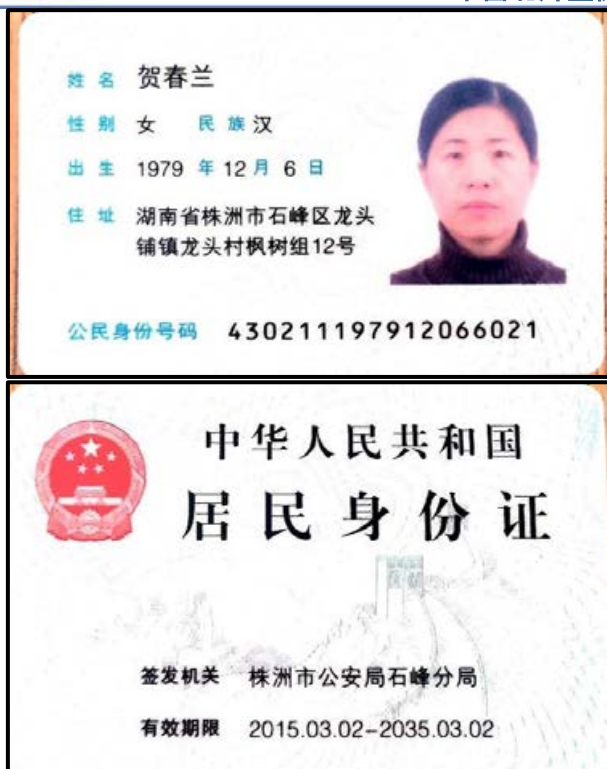 姓名 贺春兰
性别 女 民族 汉
出生 1979 年 12 月 6 日
住址 湖南省株洲市石峰区龙头
铺镇龙头村枫树组12号
公民身份号码 430211197912066021
中华人民共和国
居民身份证
签发机关 株洲市公安局石峰分局
有效期限 2015.03.02-2035.03.02